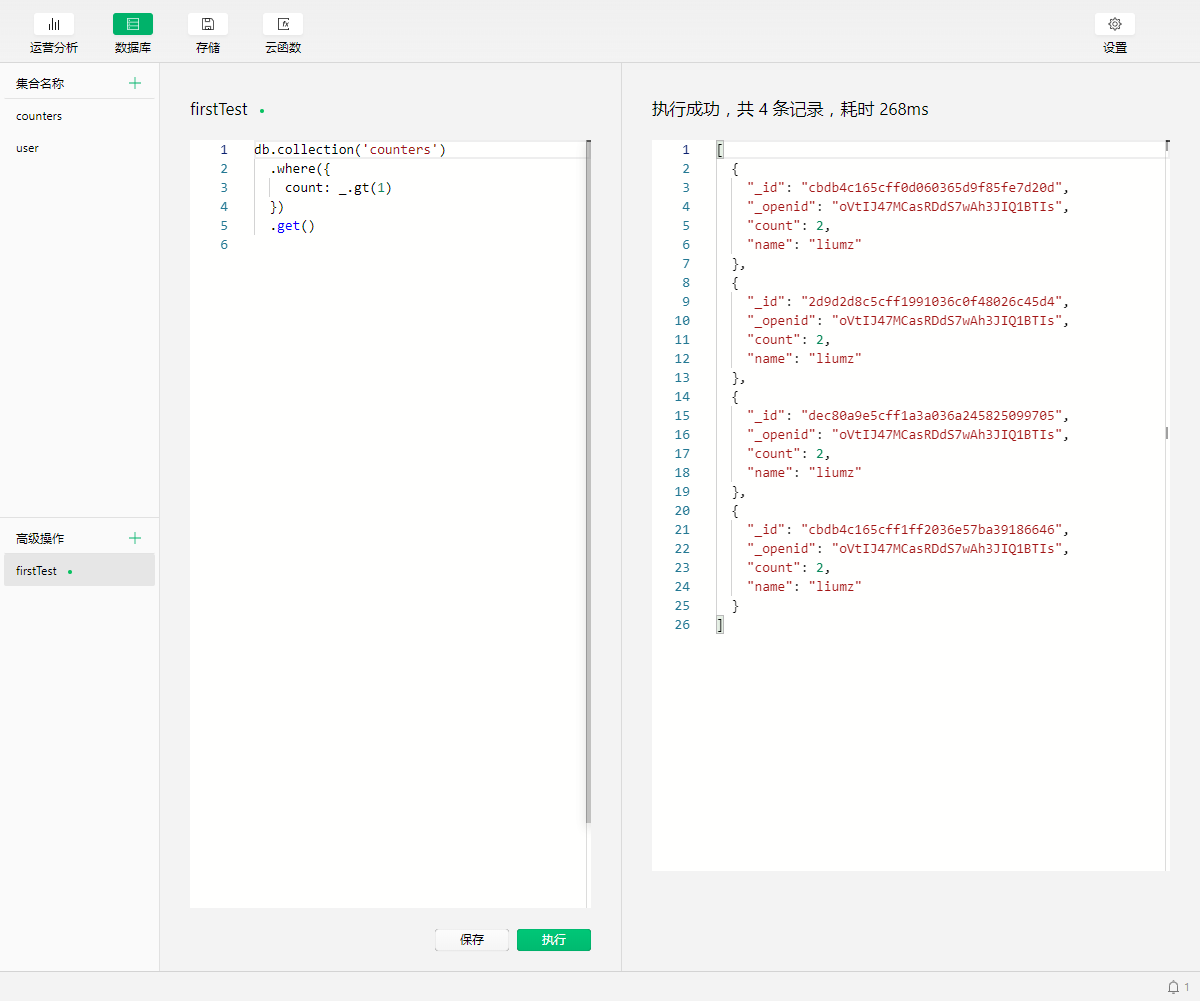 运营分析 数据库 存储 云函数 设置
集合名称
counters
user
高级操作
firstTest
firstTest
1 db.collection('counters')
2 .where({
3 count: _.gt(1)
4 })
5 .get()
6
保存 执行
执行成功，共 4 条记录，耗时 268ms
1 [
2 {
3 "_id": "cbdb4c165cff0d060365d9f85fe7d20d",
4 "_openid": "oVtIJ47MCasRDdS7wAh3JIQ1BTIs",
5 "count": 2,
6 "name": "liumz"
7 },
8 {
9 "_id": "2d9d2d8c5cff1991036c0f48026c45d4",
10 "_openid": "oVtIJ47MCasRDdS7wAh3JIQ1BTIs",
11 "count": 2,
12 "name": "liumz"
13 },
14 {
15 "_id": "dec80a9e5cff1a3a036a245825099705",
16 "_openid": "oVtIJ47MCasRDdS7wAh3JIQ1BTIs",
17 "count": 2,
18 "name": "liumz"
19 },
20 {
21 "_id": "cbdb4c165cff1ff2036e57ba39186646",
22 "_openid": "oVtIJ47MCasRDdS7wAh3JIQ1BTIs",
23 "count": 2,
24 "name": "liumz"
25 }
26 ]
1